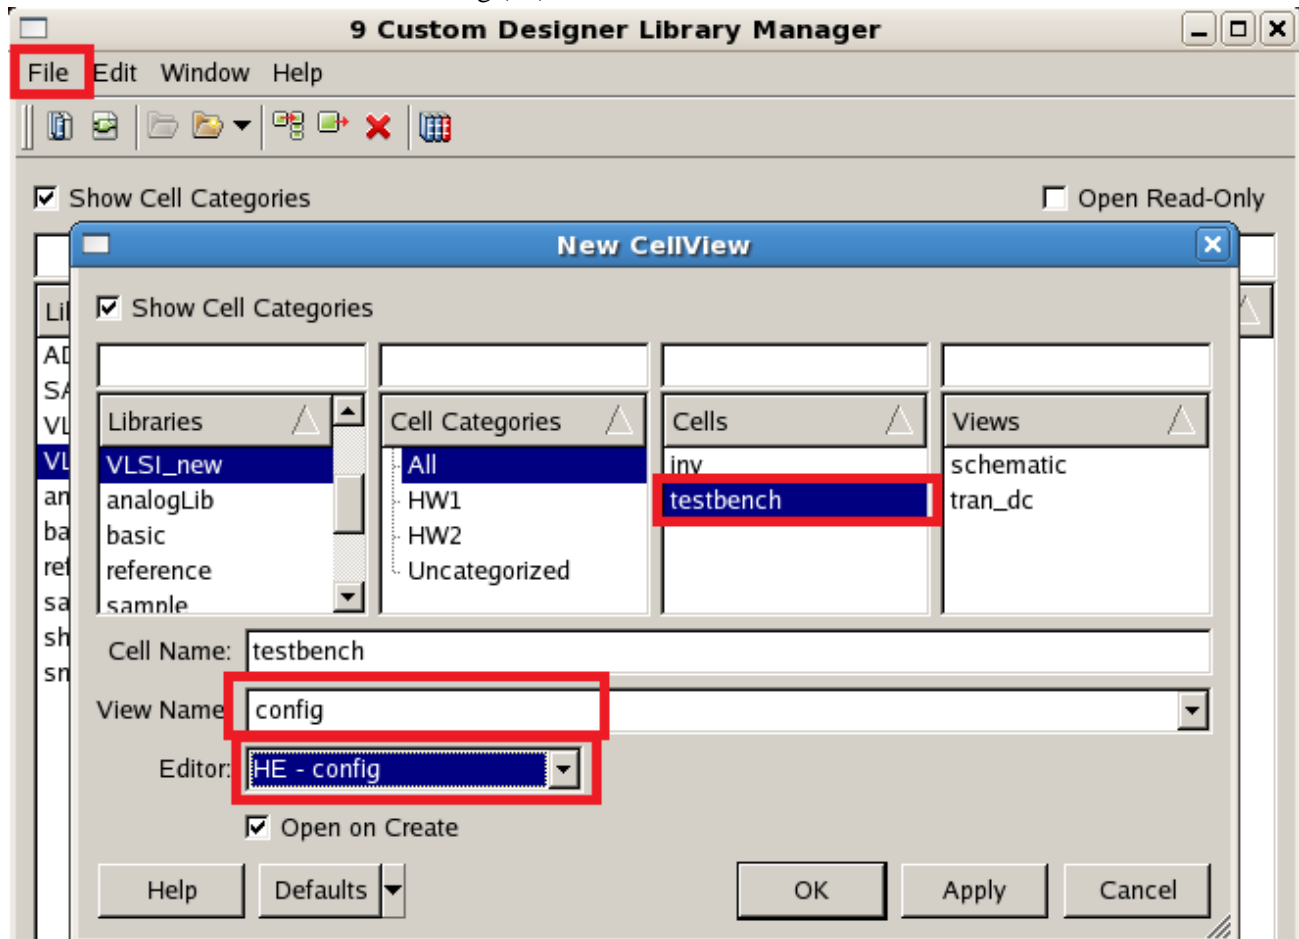 9 Custom Designer Library Manager
File Edit Window Help
Show Cell Categories Open Read-Only
New CellView
Show Cell Categories
Libraries Cell Categories Cells Views
VLSI_new All inv schematic
analogLib HW1 testbench tran_dc
basic HW2
reference Uncategorized
sample
Cell Name: testbench
View Name config
Editor: HE - config
Open on Create
Help Defaults OK Apply Cancel